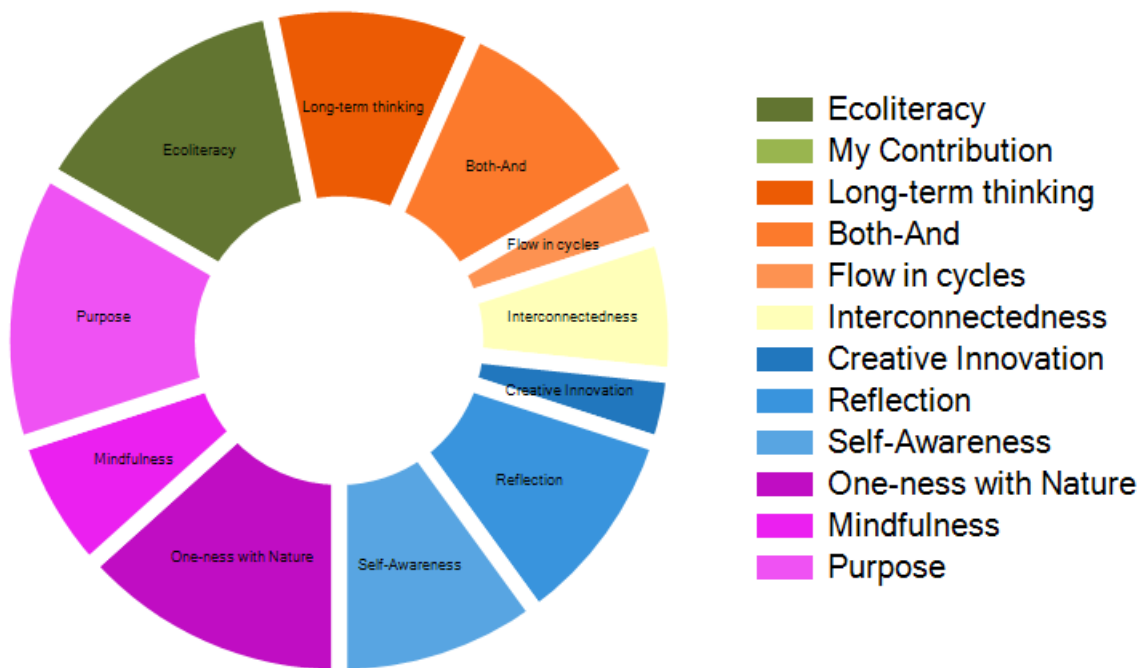 Long-term thinking
Both-And
Ecoliteracy
Flow in cycles
Interconnectedness
Purpose
Creative Innovation
Mindfulness
Reflection
One-ness with Nature
Self-Awareness
Ecoliteracy
My Contribution
Long-term thinking
Both-And
Flow in cycles
Interconnectedness
Creative Innovation
Reflection
Self-Awareness
One-ness with Nature
Mindfulness
Purpose